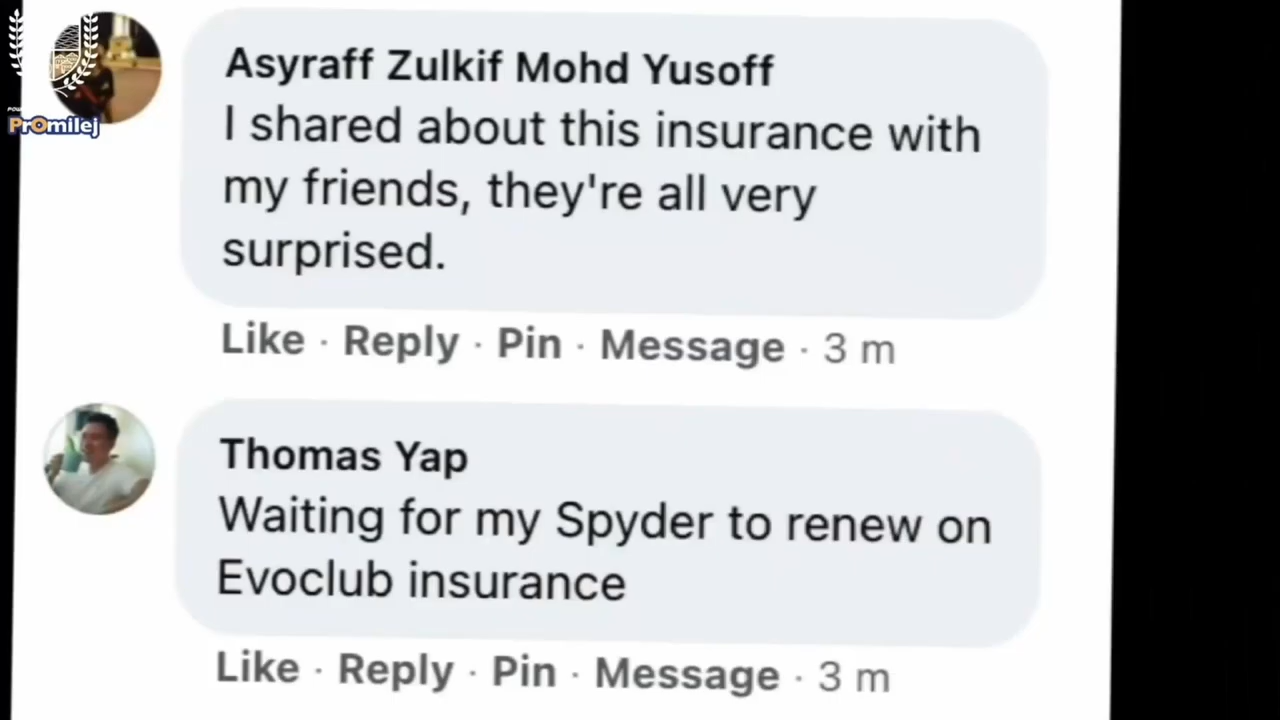 Asyraff Zulkif Mohd Yusoff
I shared about this insurance with
my friends, they're all very
surprised.
Like · Reply · Pin · Message · 3 m
PrOmilej
Thomas Yap
Waiting for my Spyder to renew on
Evoclub insurance
Like · Reply · Pin · Message · 3 m